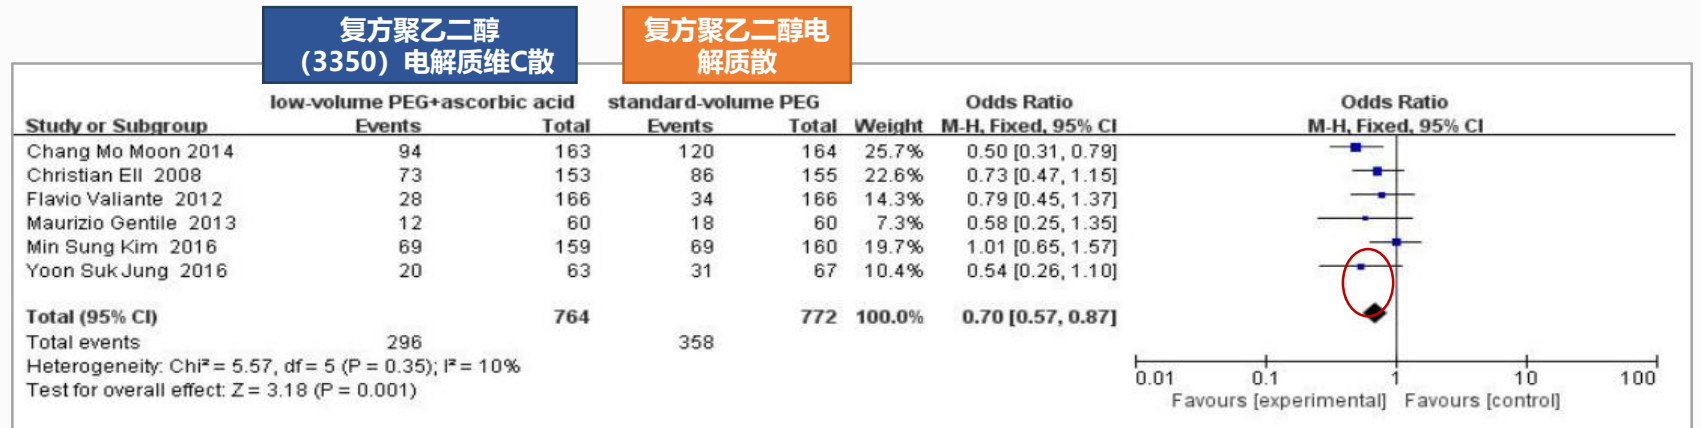 复方聚乙二醇
（3350）电解质维C散
复方聚乙二醇电
解质散
low-volume PEG+ascorbic acid standard-volume PEG Odds Ratio Odds Ratio
Study or Subgroup Events Total Events Total Weight M-H, Fixed, 95% CI M-H, Fixed, 95% CI
Chang Mo Moon 2014 94 163 120 164 25.7% 0.50 [0.31, 0.79]
Christian Ell 2008 73 153 86 155 22.6% 0.73 [0.47, 1.15]
Flavio Valiante 2012 28 166 34 166 14.3% 0.79 [0.45, 1.37]
Maurizio Gentile 2013 12 60 18 60 7.3% 0.58 [0.25, 1.35]
Min Sung Kim 2016 69 159 69 160 19.7% 1.01 [0.65, 1.57]
Yoon Suk Jung 2016 20 63 31 67 10.4% 0.54 [0.26, 1.10]
Total (95% CI) 764 772 100.0% 0.70 [0.57, 0.87]
Total events 296 358
Heterogeneity: Chi² = 5.57, df = 5 (P = 0.35); I² = 10%
Test for overall effect: Z = 3.18 (P = 0.001)
0.01 0.1 1 10 100
Favours [experimental] Favours [control]